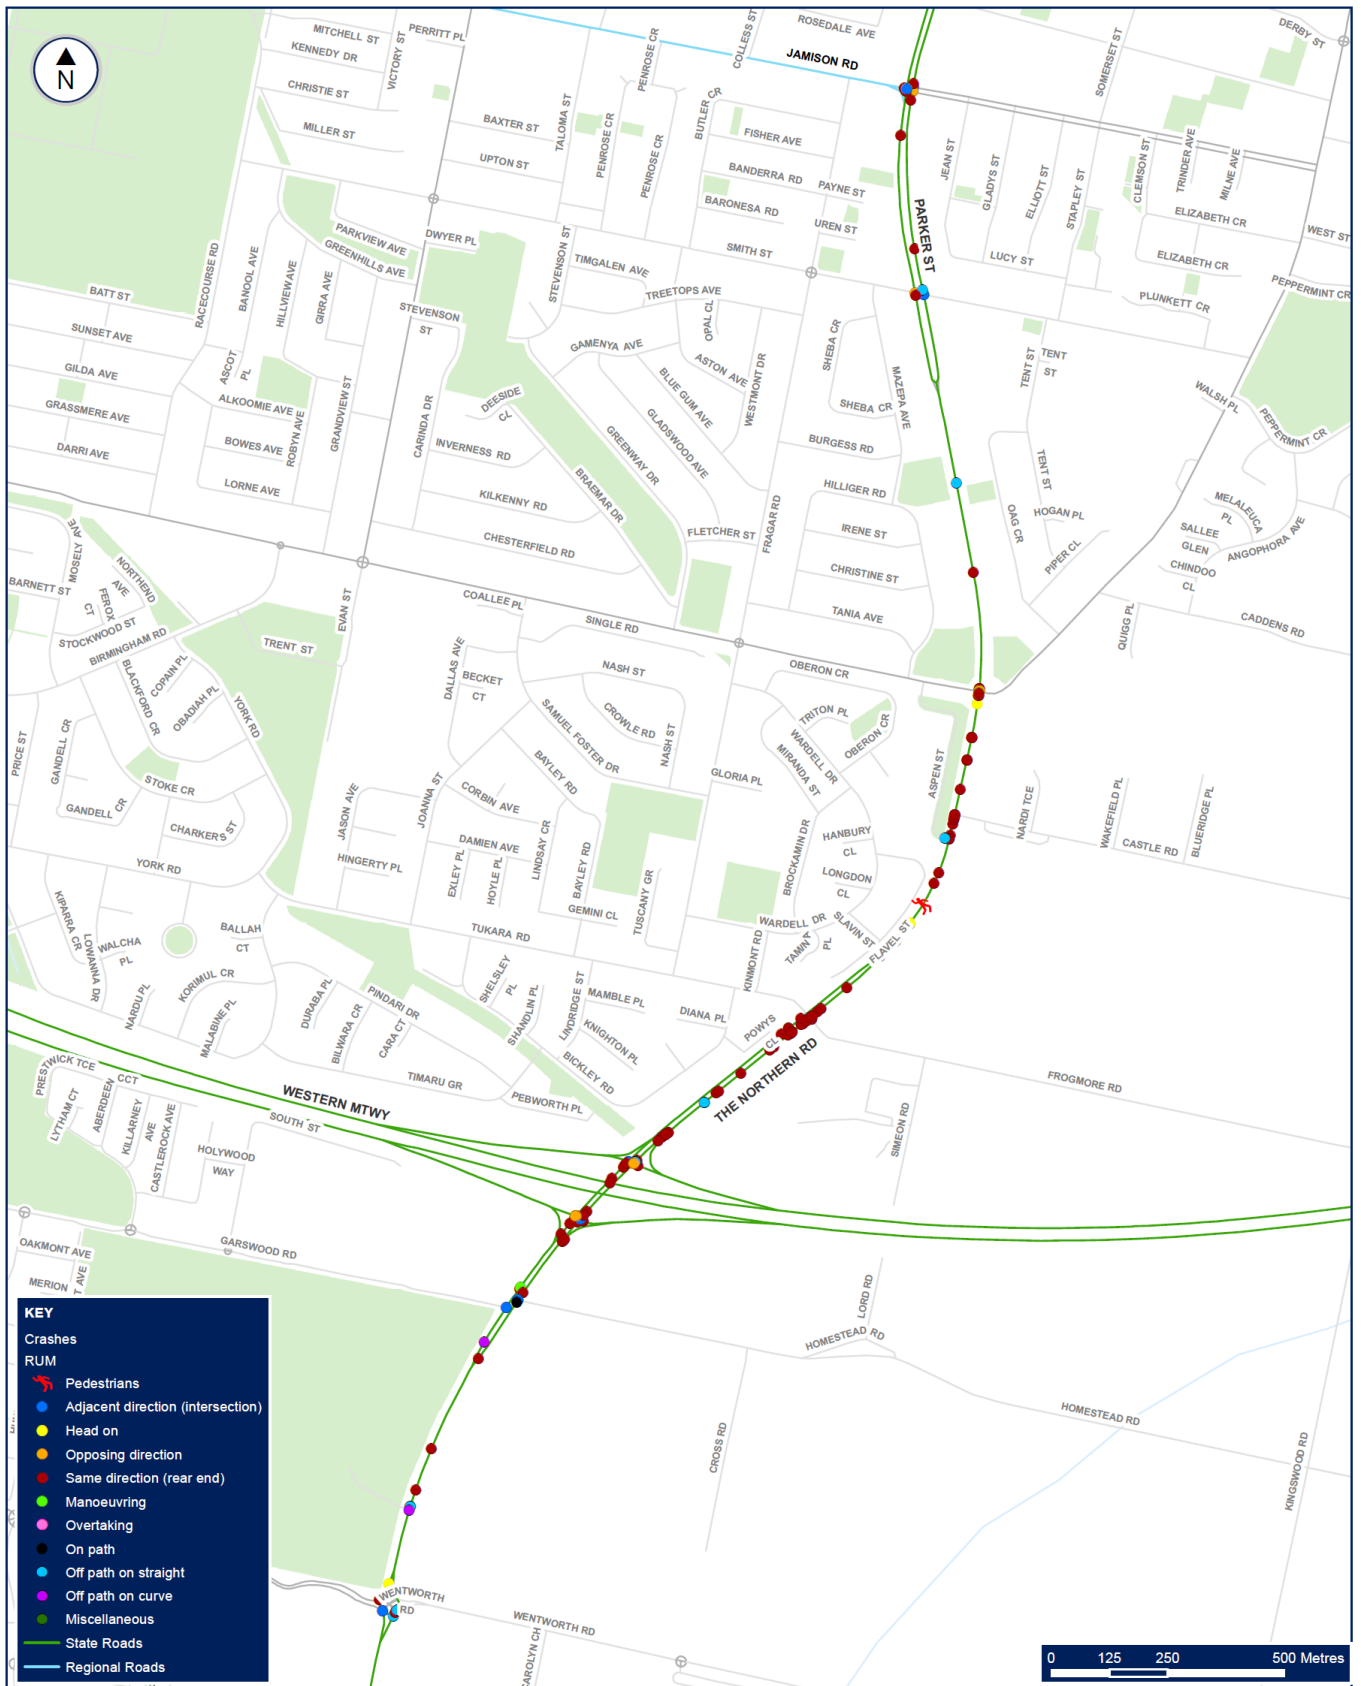 MITCHELL ST
PERRITT PL
VICTORY ST
KENNEDY DR
CHRISTIE ST
MILLER ST
PENROSE CR
COLLESS ST
ROSEDALE AVE
JAMISON RD
SOMERSET ST
DERBY ST
N
BAXTER ST
UPTON ST
TALOMA ST
PENROSE CR
PENROSE CR
BUTLER CR
FISHER AVE
BANDERRA RD
PAYNE ST
BARONESA RD
UREN ST
SMITH ST
PARKER ST
JEAN ST
GLADYS ST
ELLIOTT ST
STAPLEY ST
CLEMSON ST
TRINDER AVE
MILNE AVE
ELIZABETH CR
WEST ST
LUCY ST
ELIZABETH CR
PEPPERMINT CR
PLUNKETT CR
PARKVIEW AVE
DWYER PL
GREENHILLS AVE
STEVENSON ST
TIMGALEN AVE
TREETOPS AVE
RACECOURSE RD
BANOOL AVE
HILLVIEW AVE
GIRRA AVE
BATT ST
SUNSET AVE
GILDA AVE
GRASSMERE AVE
DARRI AVE
ASCOT
PL
ALKOOMIE AVE
BOWES AVE
LORNE AVE
ROBYN AVE
GRANDVIEW ST
STEVENSON
ST
CARINDA DR
DEESIDE
CL
INVERNESS RD
KILKENNY RD
CHESTERFIELD RD
BRAEMAR DR
GREENWAY DR
GAMENYA AVE
OPAL CL
ASTON AVE
BLUE GUM AVE
GLADSWOOD AVE
WESTMONT DR
FLETCHER ST
FRAGAR RD
SHEBA CR
SHEBA CR
MAZEPA AVE
BURGESS RD
HILLIGER RD
IRENE ST
CHRISTINE ST
TANIA AVE
TENT ST
TENT
ST
TENT ST
OAG CR
HOGAN PL
PIPER CL
WALSH PL
PEPPERMINT CR
MELALEUCA
PL
SALLEE
GLEN
CHINDOO
CL
ANGOPHORA AVE
QUIGG PL
CADDENS RD
MOSELY AVE
NORTHEND
AVE
BARNETT ST
FEROX
CT
STOCKWOOD ST
BIRMINGHAM RD
BLACKFORD CR
COPAIN PL
OBADIAH PL
TRENT ST
EVAN ST
YORK RD
COALLEE PL
SINGLE RD
NASH ST
OBERON CR
DALLAS AVE
BECKET
CT
SAMUEL FOSTER DR
CROWLE RD
NASH ST
TRITON PL
WARDELL DR
OBERON CR
MIRANDA ST
GLORIA PL
BAYLEY RD
PRICE ST
GANDELL CR
GANDELL CR
STOKE CR
CHARKERS ST
YORK RD
JASON AVE
JOANNA ST
CORBIN AVE
DAMIEN AVE
HINGERTY PL
EXLEY PL
HOYLE PL
LINDSAY CR
BAYLEY RD
GEMINI CL
TUSCANY GR
TUKARA RD
BROCKAMIN DR
HANBURY
CL
LONGDON
CL
ASPEN ST
NARDI TCE
WAKEFIELD PL
CASTLE RD
BLUERIDGE PL
WARDELL DR
TAMIN A
PL
SLAVIN ST
FLAVEL ST
KINMONT RD
KIPARRA CR
LOWANNA DR
WALCHA
PL
BALLAH
CT
NARDU PL
KORIMUL CR
MALABINE PL
DURABA PL
BILWARA CR
PINDARI DR
CARA CT
TIMARU GR
SHELSLEY
PL
SHANDLIN PL
LINDRIDGE ST
MAMBLE PL
KNIGHTON PL
BICKLEY RD
PEBWORTH PL
DIANA PL
POWYS
CL
THE NORTHERN RD
FROGMORE RD
SIMEON RD
PRESTWICK TCE
LYTHAM CT
ABERDEEN
CCT
KILLARNEY
AVE
CASTLEROCK AVE
WESTERN MTWY
SOUTH ST
HOLYWOOD
WAY
OAKMONT AVE
MERION
T AVE
GARSWOOD RD
LORD RD
HOMESTEAD RD
HOMESTEAD RD
CROSS RD
KINGSWOOD RD
WENTWORTH
RD
WENTWORTH RD
CAROLYN CH
KEY
Crashes
RUM
Pedestrians
Adjacent direction (intersection)
Head on
Opposing direction
Same direction (rear end)
Manoeuvring
Overtaking
On path
Off path on straight
Off path on curve
Miscellaneous
State Roads
Regional Roads
0 125 250 500 Metres